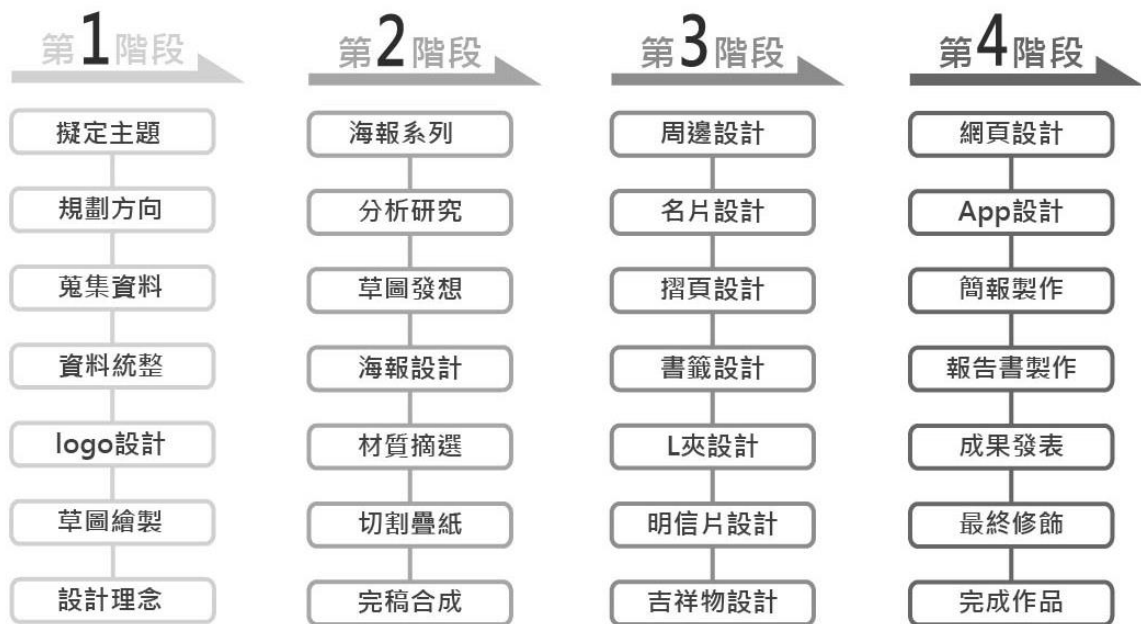 第1階段
擬定主題
規劃方向
蒐集資料
資料統整
logo設計
草圖繪製
設計理念
第2階段
海報系列
分析研究
草圖發想
海報設計
材質摘選
切割疊紙
完稿合成
第3階段
周邊設計
名片設計
摺頁設計
書籤設計
L夾設計
明信片設計
吉祥物設計
第4階段
網頁設計
App設計
簡報製作
報告書製作
成果發表
最終修飾
完成作品